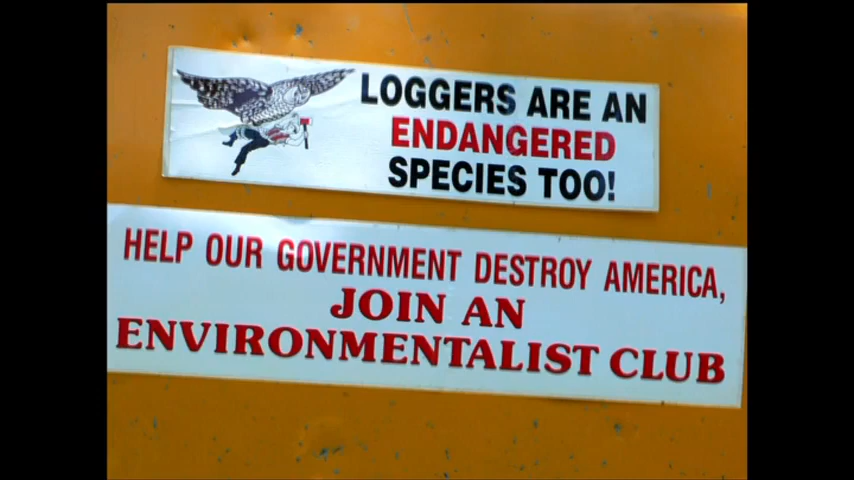 LOGGERS ARE AN
ENDANGERED
SPECIES TOO!
HELP OUR GOVERNMENT DESTROY AMERICA,
JOIN AN
ENVIRONMENTALIST CLUB